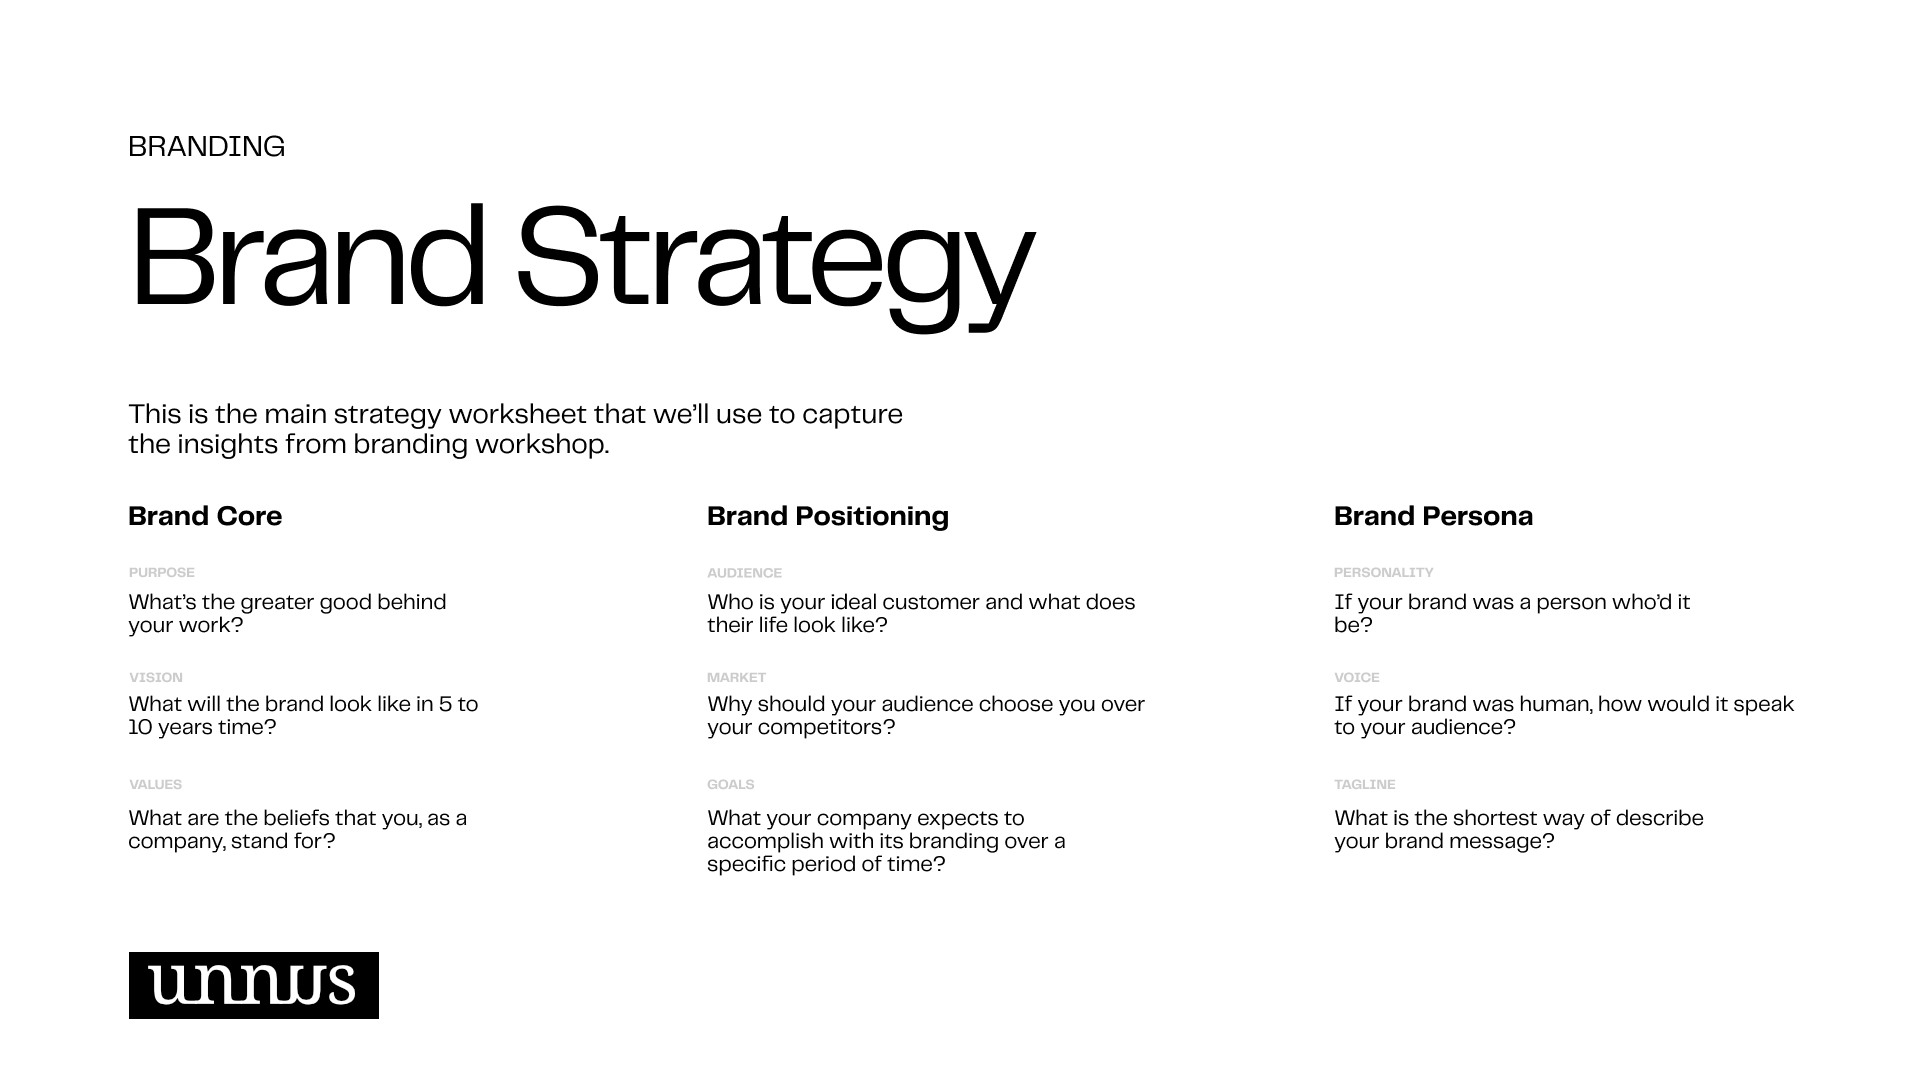 BRANDING
Brand Strategy
This is the main strategy worksheet that we’ll use to capture
the insights from branding workshop.
Brand Core
PURPOSE
What’s the greater good behind
your work?
VISION
What will the brand look like in 5 to
10 years time?
VALUES
What are the beliefs that you, as a
company, stand for?
Brand Positioning
AUDIENCE
Who is your ideal customer and what does
their life look like?
MARKET
Why should your audience choose you over
your competitors?
GOALS
What your company expects to
accomplish with its branding over a
specific period of time?
Brand Persona
PERSONALITY
If your brand was a person who’d it
be?
VOICE
If your brand was human, how would it speak
to your audience?
TAGLINE
What is the shortest way of describe
your brand message?
unnus